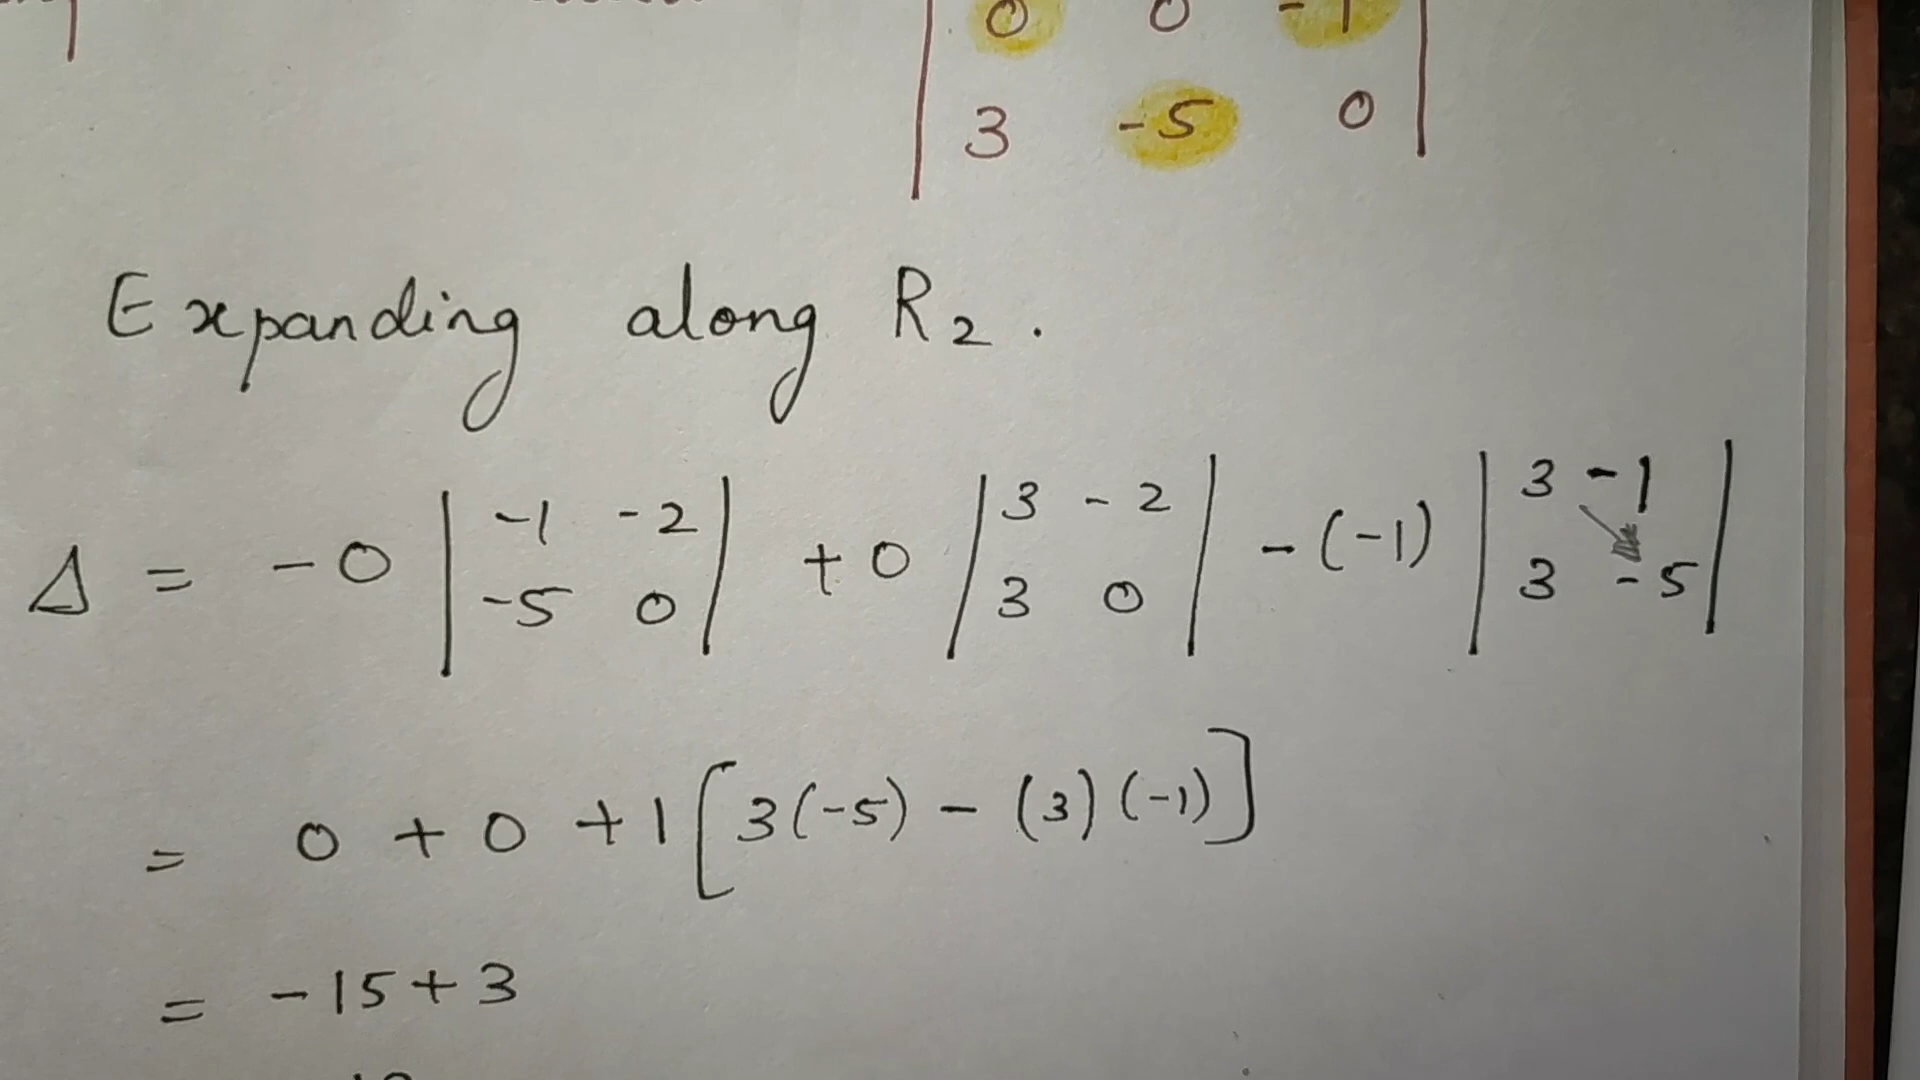 0 0 -1
3 -5 0
Expanding along R2.
Δ = -0 | -1 -2 | + 0 | 3 -2 | - (-1) | 3 -1 |
| -5 0 | | 3 0 | | 3 -5 |
= 0 + 0 + 1 [ 3(-5) - (3)(-1) ]
= -15 + 3